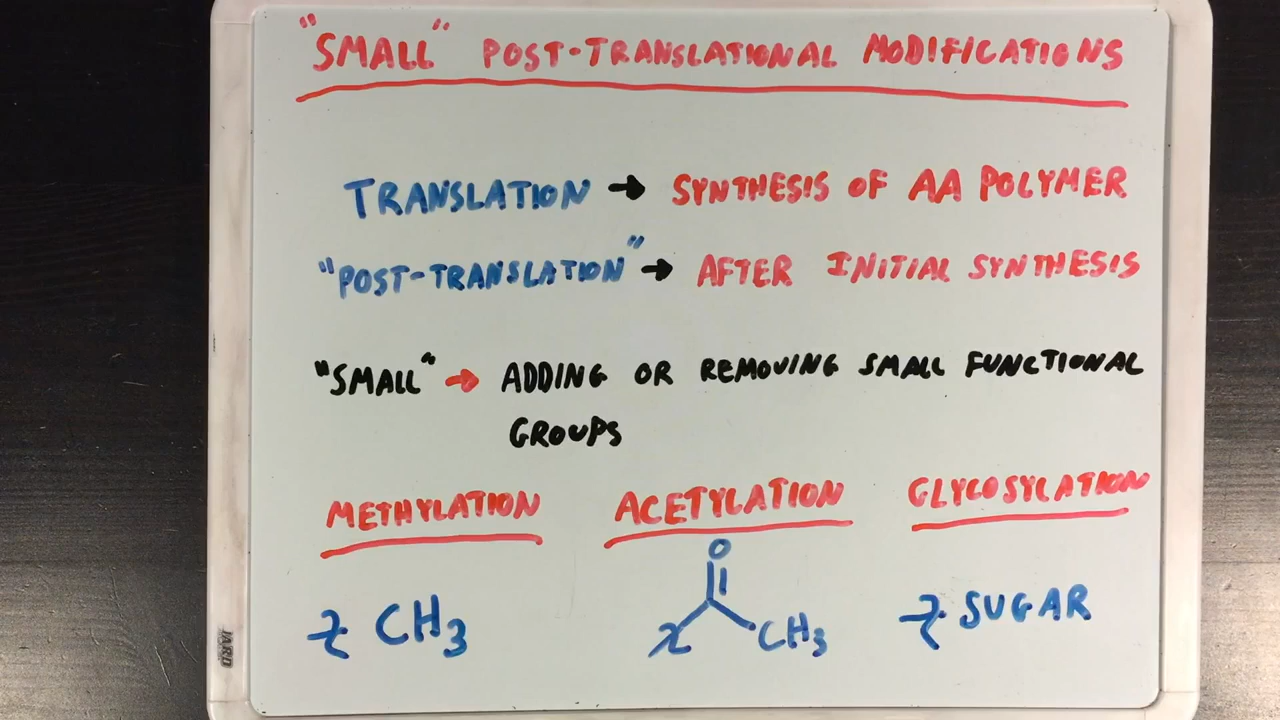 "SMALL" POST-TRANSLATIONAL MODIFICATIONS
TRANSLATION → SYNTHESIS OF AA POLYMER
"POST-TRANSLATION" → AFTER INITIAL SYNTHESIS
"SMALL" → ADDING OR REMOVING SMALL FUNCTIONAL
GROUPS
METHYLATION ACETYLATION GLYCOSYLATION
O
CH3 CH3 SUGAR